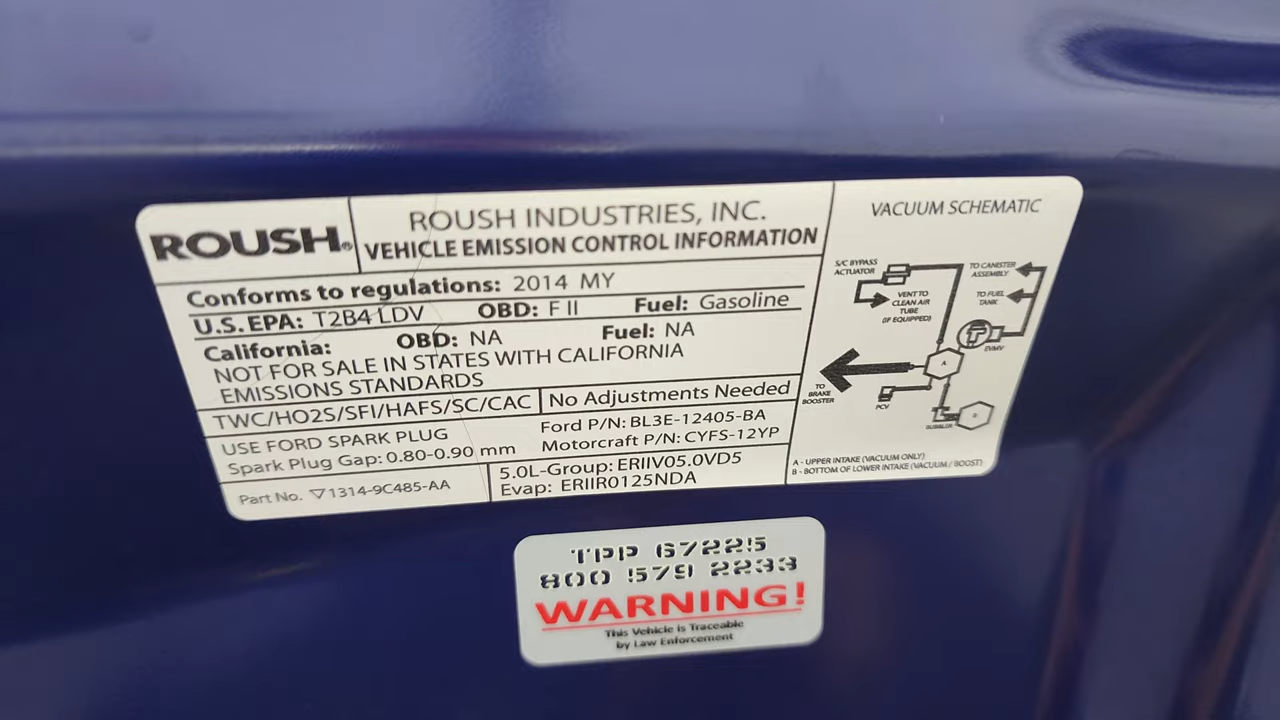 ROUSH®
ROUSH INDUSTRIES, INC.
VEHICLE EMISSION CONTROL INFORMATION
Conforms to regulations: 2014 MY
U.S. EPA: T2B4 LDV OBD: F II Fuel: Gasoline
California: OBD: NA Fuel: NA
NOT FOR SALE IN STATES WITH CALIFORNIA
EMISSIONS STANDARDS
TWC/HO2S/SFI/HAFS/SC/CAC No Adjustments Needed
USE FORD SPARK PLUG
Spark Plug Gap: 0.80-0.90 mm
Ford P/N: BL3E-12405-BA
Motorcraft P/N: CYFS-12YP
Part No. ▽1314-9C485-AA
5.0L-Group: ERIIV05.0VD5
Evap: ERIIR0125NDA
VACUUM SCHEMATIC
S/C BYPASS
ACTUATOR
TO CANISTER
ASSEMBLY
VENT TO
CLEAN AIR
TUBE
(IF EQUIPPED)
TO FUEL
TANK
EVMV
A
TO
BRAKE
BOOSTER
PCV
A - UPPER INTAKE (VACUUM ONLY)
B - BOTTOM OF LOWER INTAKE (VACUUM / BOOST)
TPP 67225
800 579 2233
WARNING!
This Vehicle is Traceable
by Law Enforcement